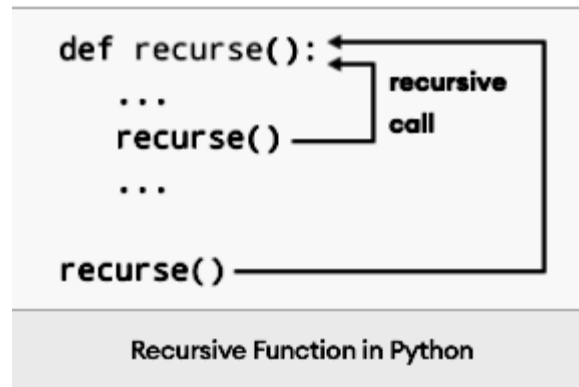 def recurse():
recursive
...
call
recurse()
...
recurse()
Recursive Function in Python